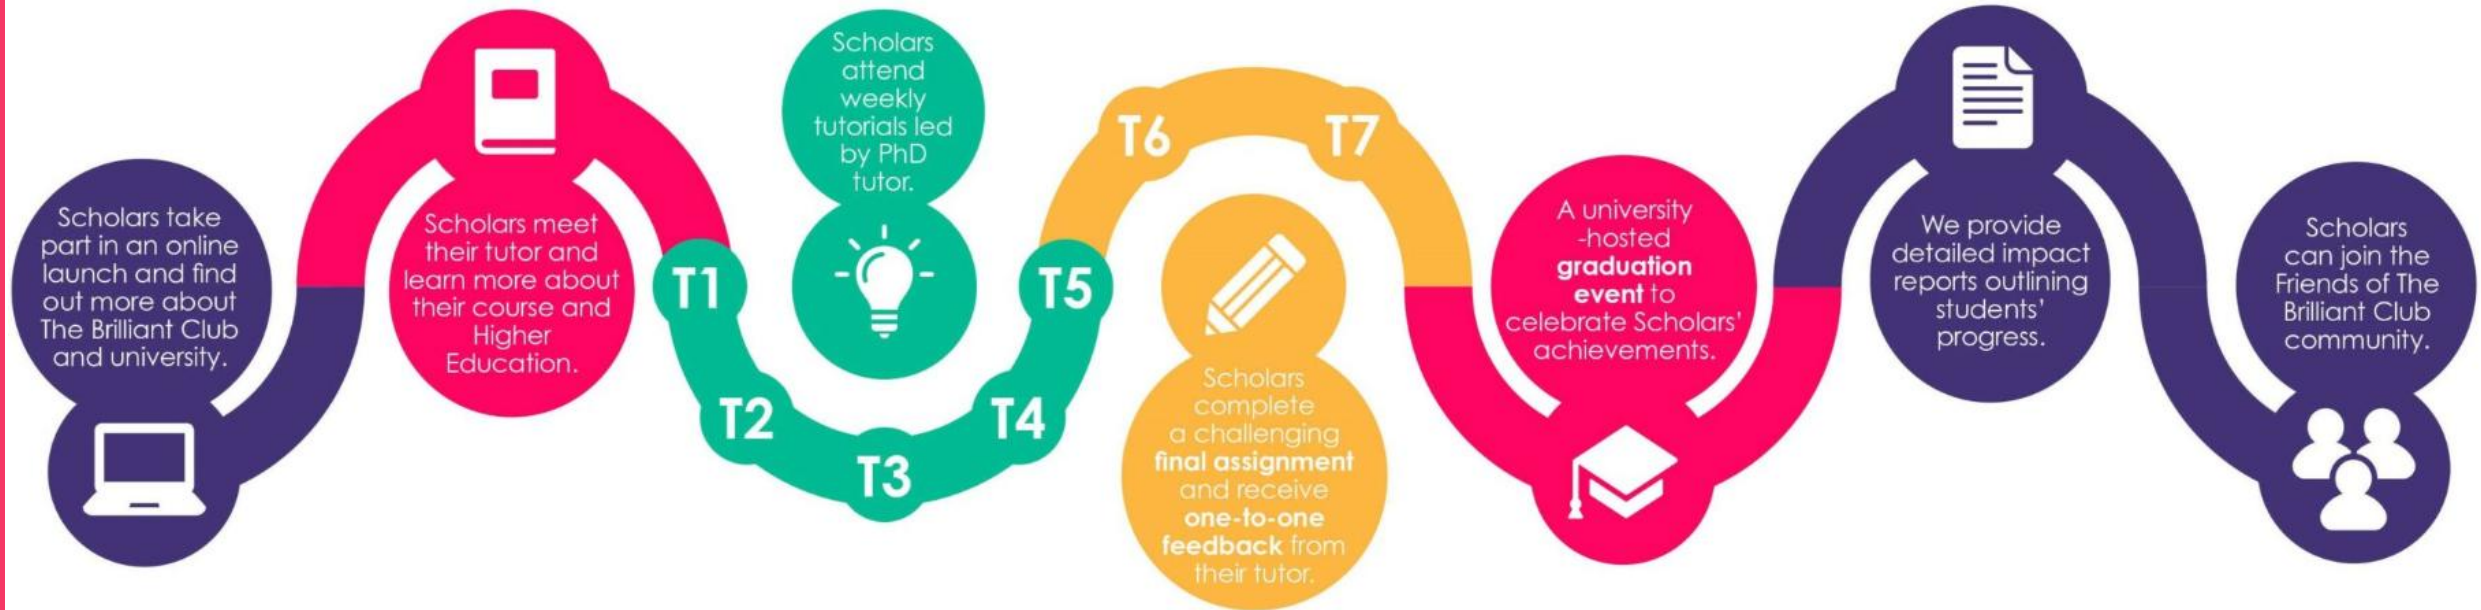 Scholars take
part in an online
launch and find
out more about
The Brilliant Club
and university.
Scholars meet
their tutor and
learn more about
their course and
Higher
Education.
T1
T2
T3
T4
T5
Scholars
attend
weekly
tutorials led
by PhD
tutor.
T6
T7
Scholars
complete
a challenging
final assignment
and receive
one-to-one
feedback from
their tutor.
A university
-hosted
graduation
event to
celebrate Scholars'
achievements.
We provide
detailed impact
reports outlining
students'
progress.
Scholars
can join the
Friends of The
Brilliant Club
community.